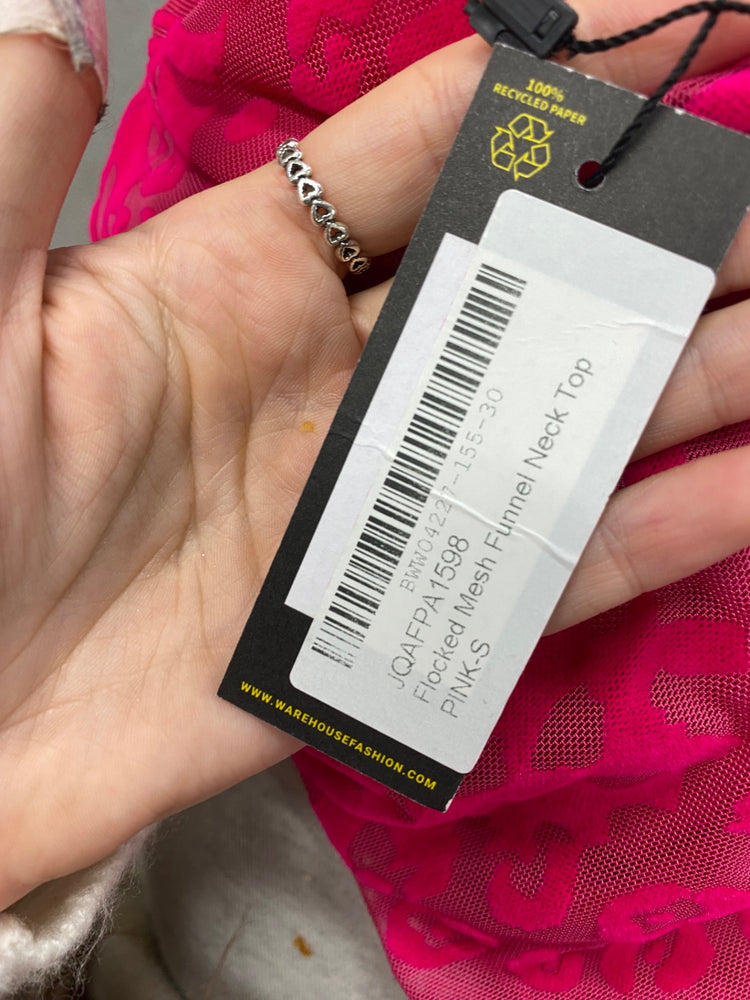 100%
RECYCLED PAPER
BWW04227-155-30
JQAFPA1598
Flocked Mesh Funnel Neck Top
PINK-S
WWW.WAREHOUSEFASHION.COM